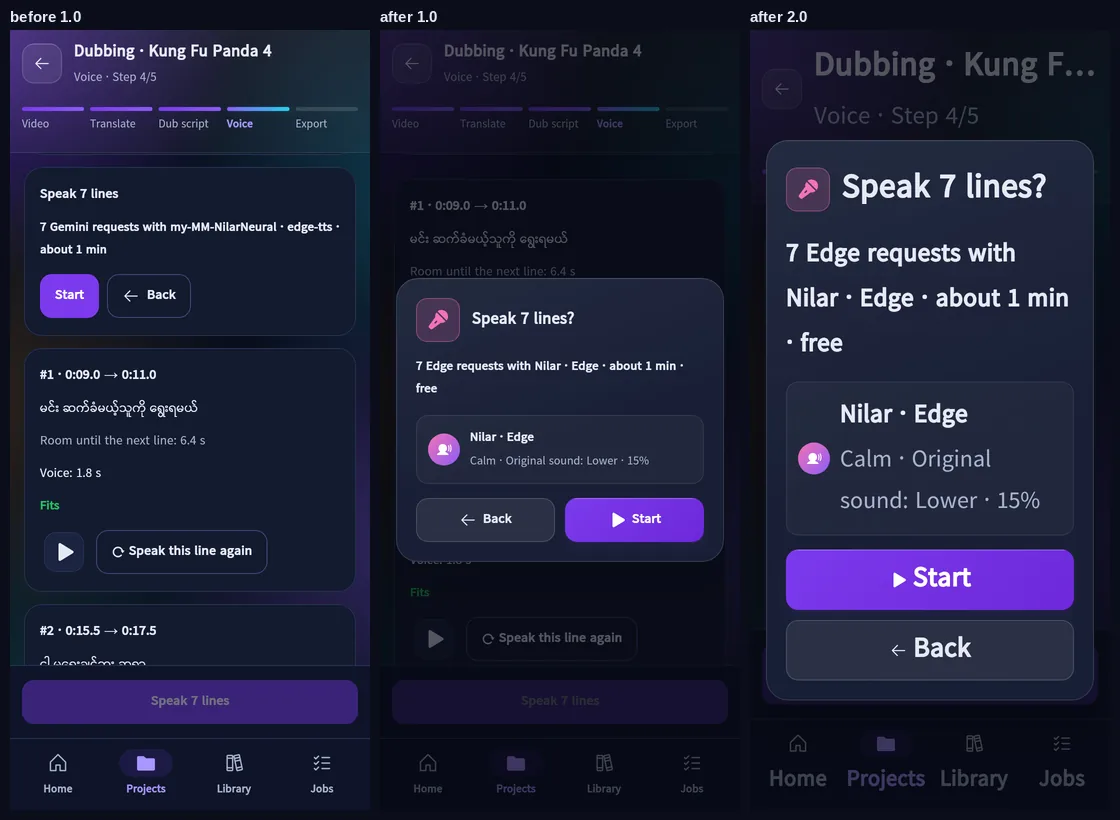 before 1.0
Dubbing · Kung Fu Panda 4
Voice · Step 4/5
Video
Translate
Dub script
Voice
Export
Speak 7 lines
7 Gemini requests with my-MM-NilarNeural · edge-tts ·
about 1 min
Start
← Back
#1 · 0:09.0 → 0:11.0
မင်း ဆက်ခံမယ့်သူကို ရွေးရမယ်
Room until the next line: 6.4 s
Voice: 1.8 s
Fits
Speak this line again
#2 · 0:15.5 → 0:17.5
Speak 7 lines
Home
Projects
Library
Jobs
after 1.0
Dubbing · Kung Fu Panda 4
Voice · Step 4/5
Video
Translate
Dub script
Voice
Export
#1 · 0:09.0 → 0:11.0
မင်း ဆက်ခံမယ့်သူကို ရွေးရမယ်
Room until the next line: 6.4 s
Speak 7 lines?
7 Edge requests with Nilar · Edge · about 1 min ·
free
Nilar · Edge
Calm · Original sound: Lower · 15%
← Back
Start
Fits
Speak this line again
Speak 7 lines
Home
Projects
Library
Jobs
after 2.0
Dubbing · Kung F...
Voice · Step 4/5
Speak 7 lines?
7 Edge requests with
Nilar · Edge · about 1 min
· free
Nilar · Edge
Calm · Original
sound: Lower · 15%
Start
← Back
Home
Projects
Library
Jobs